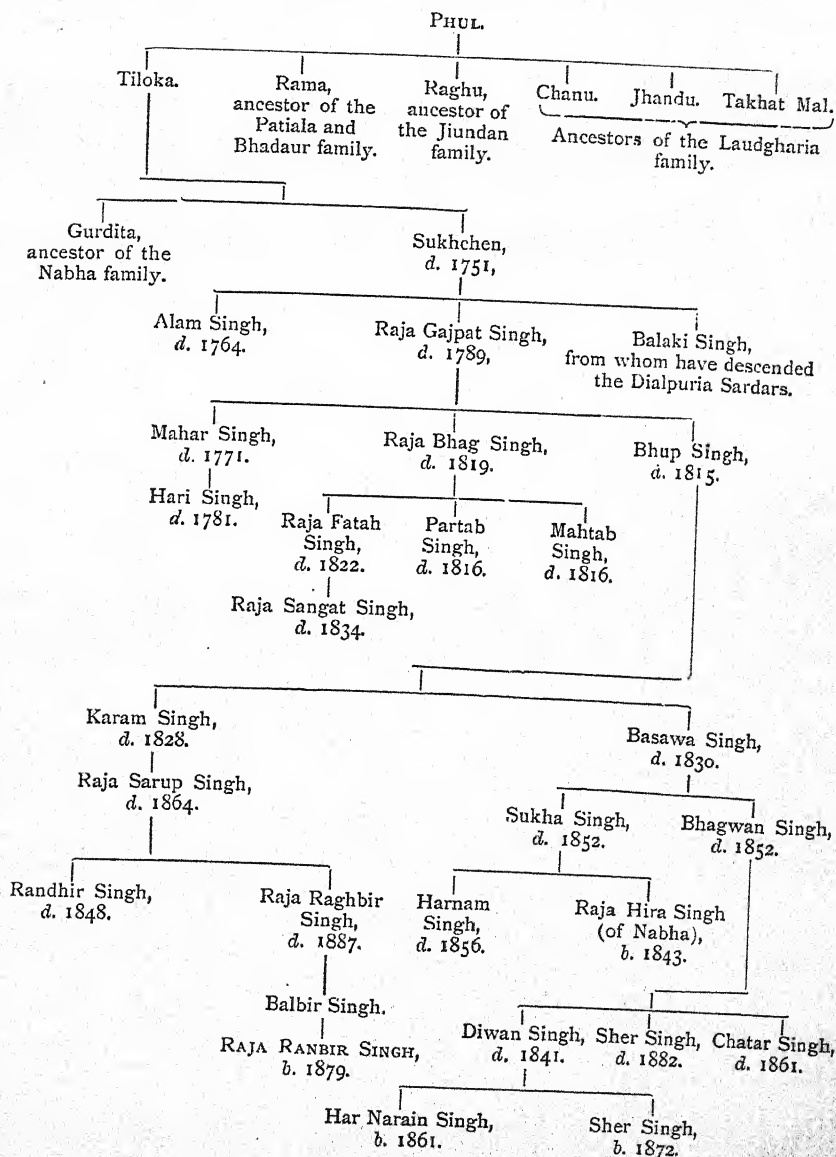 PHUL.
Tiloka.
Rama,
ancestor of the
Patiala and
Bhadaur family.
Raghu,
ancestor of
the Jiundan
family.
Chanu. Jhandu. Takhat Mal.
Ancestors of the Laudgharia
family.
Gurdita,
ancestor of the
Nabha family.
Sukhchen,
d. 1751,
Alam Singh,
d. 1764.
Raja Gajpat Singh,
d. 1789,
Balaki Singh,
from whom have descended
the Dialpuria Sardars.
Mahar Singh,
d. 1771.
Raja Bhag Singh,
d. 1819.
Bhup Singh,
d. 1815.
Hari Singh,
d. 1781.
Raja Fatah
Singh,
d. 1822.
Partab
Singh,
d. 1816.
Mahtab
Singh,
d. 1816.
Raja Sangat Singh,
d. 1834.
Karam Singh,
d. 1828.
Basawa Singh,
d. 1830.
Raja Sarup Singh,
d. 1864.
Sukha Singh,
d. 1852.
Bhagwan Singh,
d. 1852.
Randhir Singh,
d. 1848.
Raja Raghbir
Singh,
d. 1887.
Harnam
Singh,
d. 1856.
Raja Hira Singh
(of Nabha),
b. 1843.
Balbir Singh.
RAJA RANBIR SINGH,
b. 1879.
Diwan Singh,
d. 1841.
Sher Singh,
d. 1882.
Chatar Singh,
d. 1861.
Har Narain Singh,
b. 1861.
Sher Singh,
b. 1872.